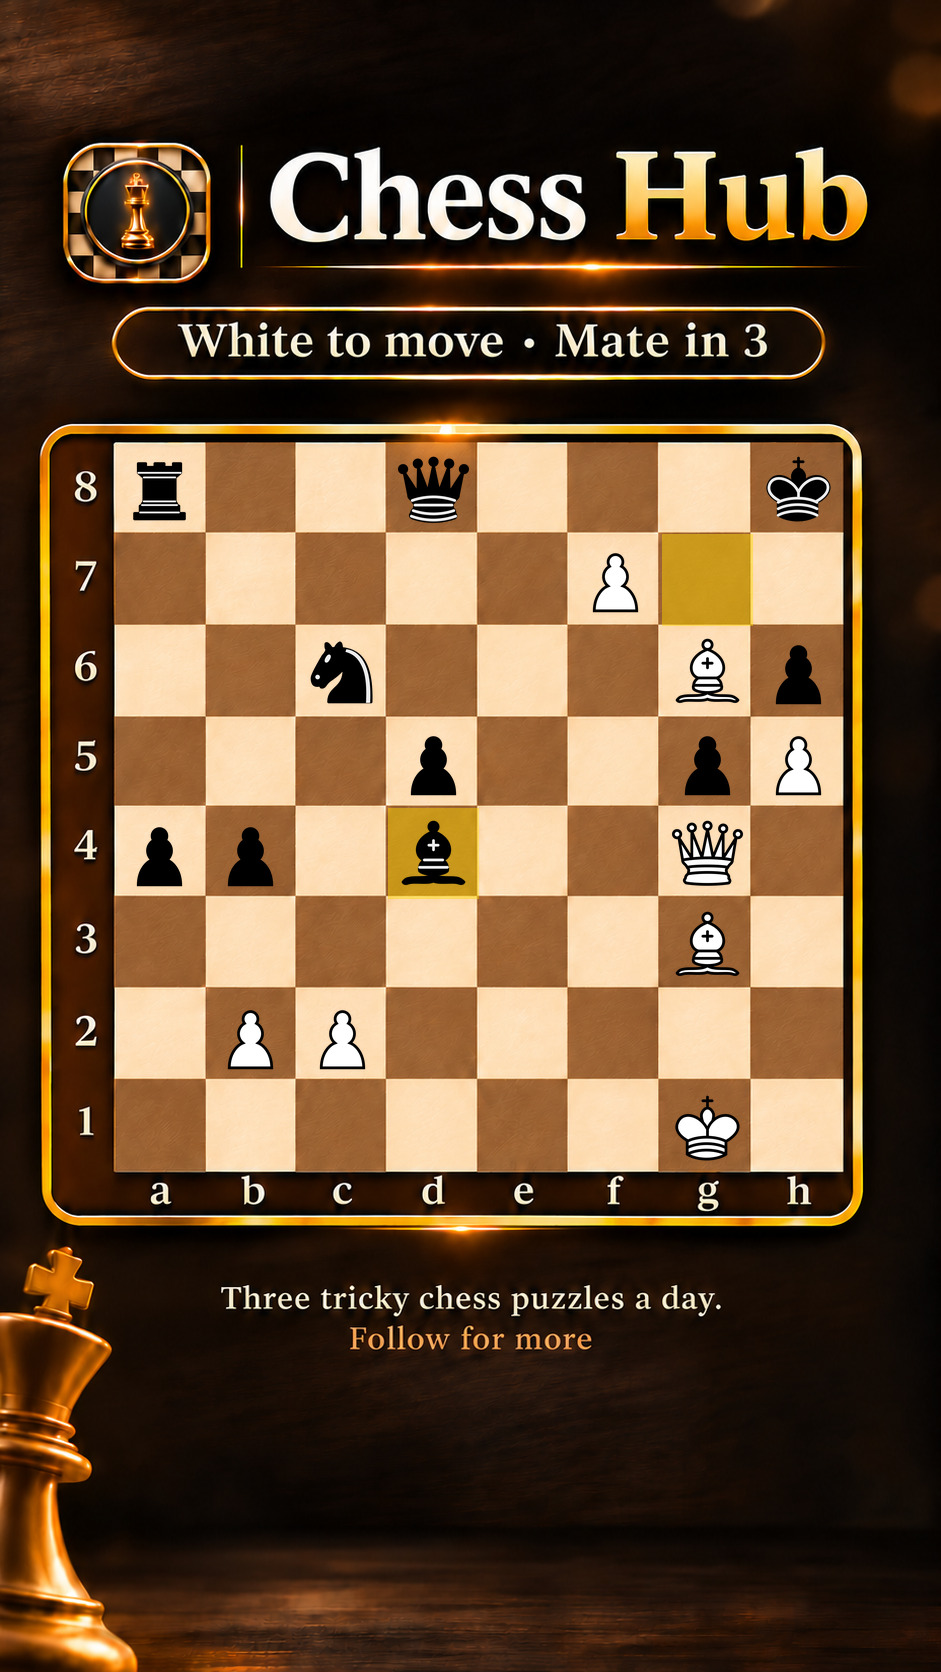 Chess Hub
White to move • Mate in 3
8
7
6
5
4
3
2
1
a b c d e f g h
Three tricky chess puzzles a day.
Follow for more